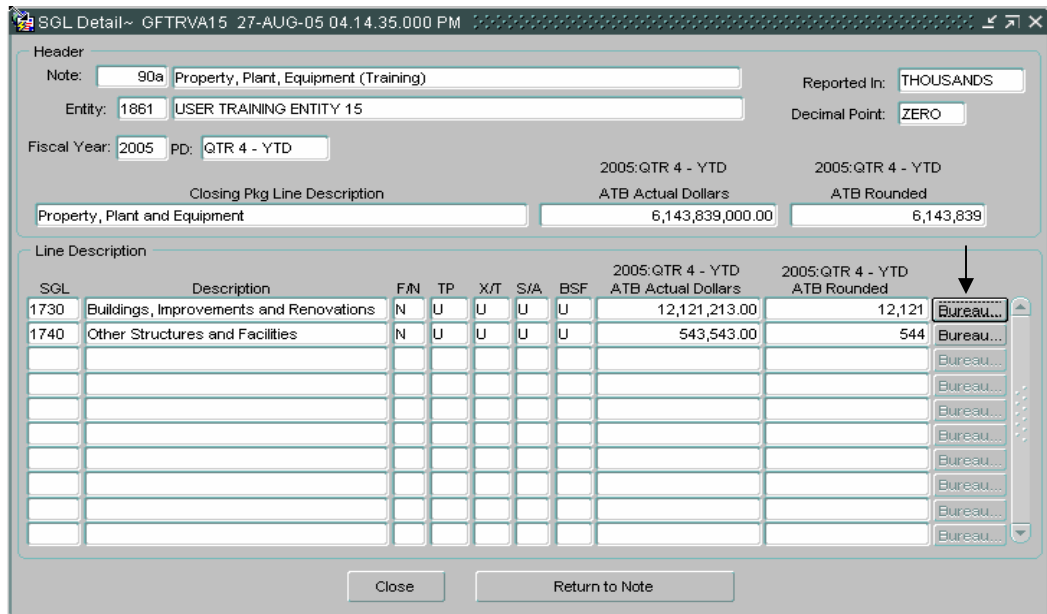 SGL Detail~ GFTRVA15 27-AUG-05 04.14.35.000 PM
Header
Note: 90a Property, Plant, Equipment (Training) Reported In: THOUSANDS
Entity: 1861 USER TRAINING ENTITY 15 Decimal Point: ZERO
Fiscal Year: 2005 PD: QTR 4 - YTD
2005:QTR 4 - YTD 2005:QTR 4 - YTD
Closing Pkg Line Description ATB Actual Dollars ATB Rounded
Property, Plant and Equipment 6,143,839,000.00 6,143,839
Line Description
2005:QTR 4 - YTD 2005:QTR 4 - YTD
SGL Description F/N TP X/T S/A BSF ATB Actual Dollars ATB Rounded
1730 Buildings, Improvements and Renovations N U U U U 12,121,213.00 12,121 Bureau...
1740 Other Structures and Facilities N U U U U 543,543.00 544 Bureau...
Bureau...
Bureau...
Bureau...
Bureau...
Bureau...
Bureau...
Bureau...
Bureau...
Close Return to Note